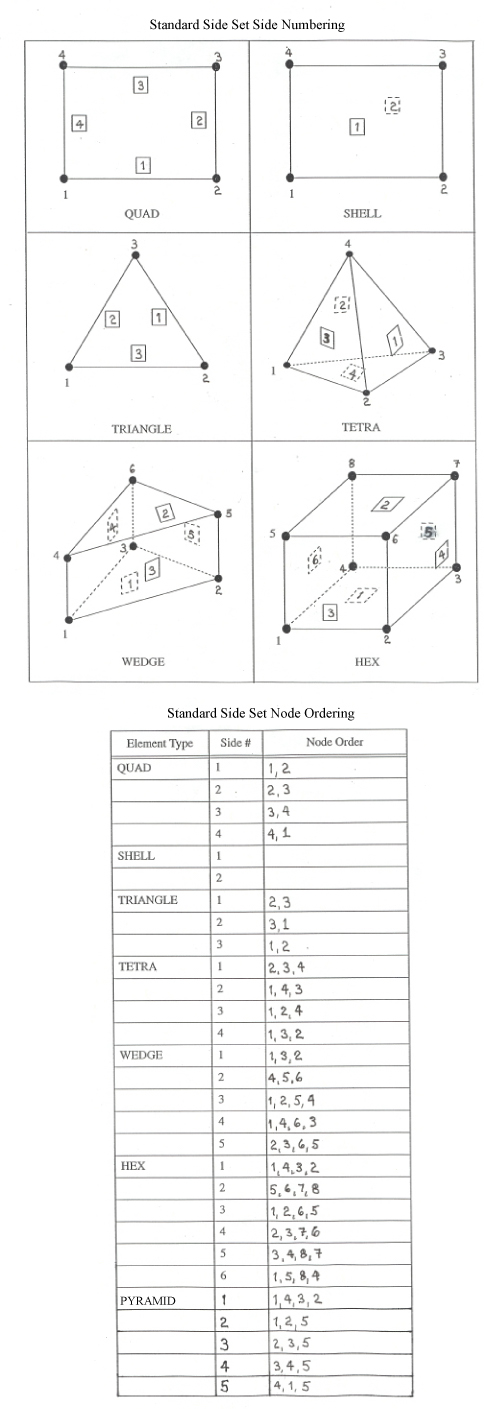 Standard Side Set Side Numbering
4 3
3
4 2
1
1 2
QUAD
4 3
2
1
1 2
SHELL
3
2 1
3
1 2
TRIANGLE
4
2
3 1
1 4 3
2
TETRA
6
4 2 5
4 3 5
1 3 2
1
WEDGE
8 7
2
5 6 5
6 4 4
1 3
3
1 2
HEX
Standard Side Set Node Ordering
Element Type Side # Node Order
QUAD 1 1, 2
2 2, 3
3 3, 4
4 4, 1
SHELL 1
2
TRIANGLE 1 2, 3
2 3, 1
3 1, 2
TETRA 1 2, 3, 4
2 1, 4, 3
3 1, 2, 4
4 1, 3, 2
WEDGE 1 1, 3, 2
2 4, 5, 6
3 1, 2, 5, 4
4 1, 4, 6, 3
5 2, 3, 6, 5
HEX 1 1, 4, 3, 2
2 5, 6, 7, 8
3 1, 2, 6, 5
4 2, 3, 7, 6
5 3, 4, 8, 7
6 1, 5, 8, 4
PYRAMID 1 1, 4, 3, 2
2 1, 2, 5
3 2, 3, 5
4 3, 4, 5
5 4, 1, 5